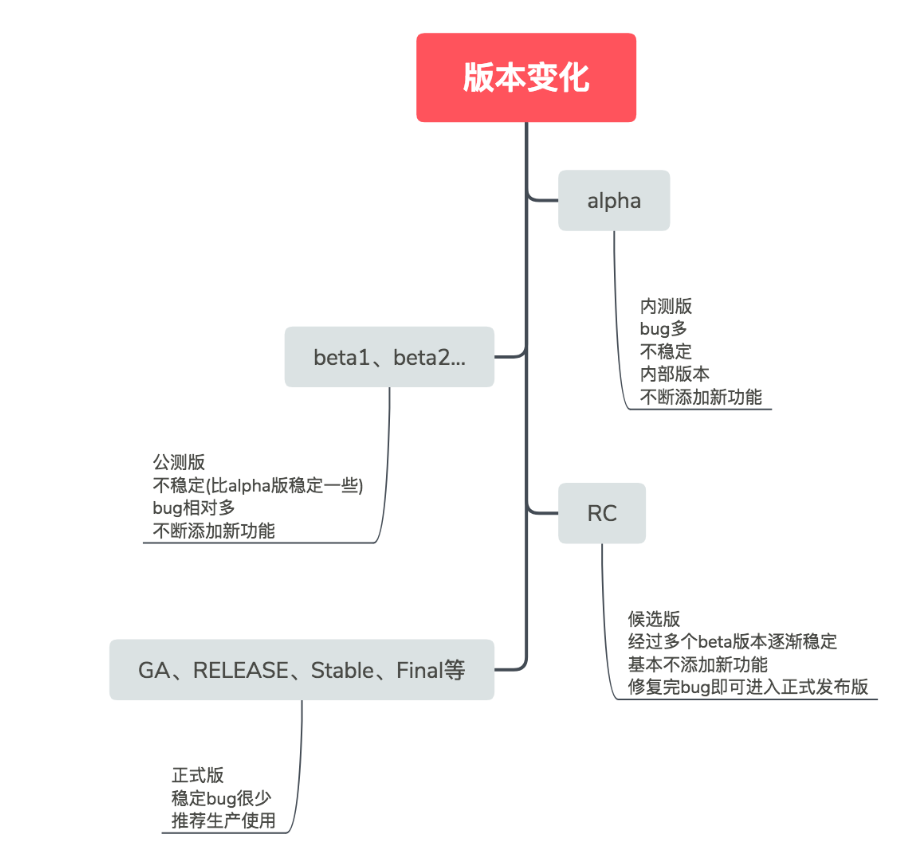 版本变化
alpha
内测版
bug多
不稳定
内部版本
不断添加新功能
beta1、beta2...
公测版
不稳定(比alpha版稳定一些)
bug相对多
不断添加新功能
RC
候选版
经过多个beta版本逐渐稳定
基本不添加新功能
修复完bug即可进入正式发布版
GA、RELEASE、Stable、Final等
正式版
稳定bug很少
推荐生产使用